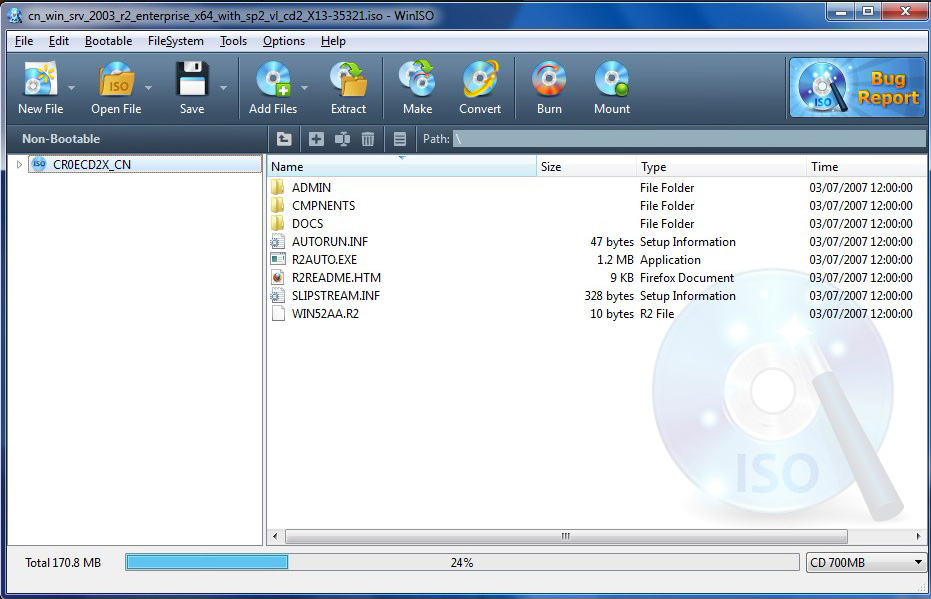 cn_win_srv_2003_r2_enterprise_x64_with_sp2_vl_cd2_X13-35321.iso - WinISO
File Edit Bootable FileSystem Tools Options Help
New File Open File Save Add Files Extract Make Convert Burn Mount
ISO
ISO
Bug
Report
Non-Bootable Path: \
ISO CR0ECD2X_CN
Name Size Type Time
ADMIN File Folder 03/07/2007 12:00:00
CMPNENTS File Folder 03/07/2007 12:00:00
DOCS File Folder 03/07/2007 12:00:00
AUTORUN.INF 47 bytes Setup Information 03/07/2007 12:00:00
R2AUTO.EXE 1.2 MB Application 03/07/2007 12:00:00
R2README.HTM 9 KB Firefox Document 03/07/2007 12:00:00
SLIPSTREAM.INF 328 bytes Setup Information 03/07/2007 12:00:00
WIN52AA.R2 10 bytes R2 File 03/07/2007 12:00:00
ISO
Total 170.8 MB 24% CD 700MB